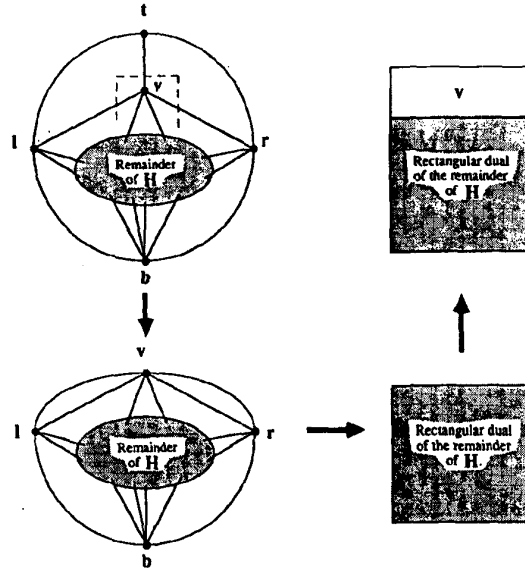 t
v
l
r
Remainder
of H
b
v
Rectangular dual
of the remainder
of H
v
l
r
Remainder
of H
b
Rectangular dual
of the remainder
of H.